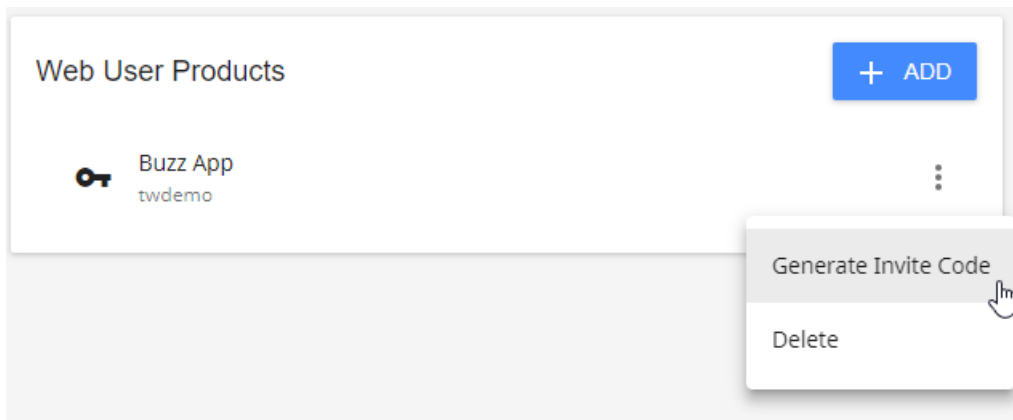 Web User Products
+ ADD
Buzz App
twdemo
Generate Invite Code
Delete